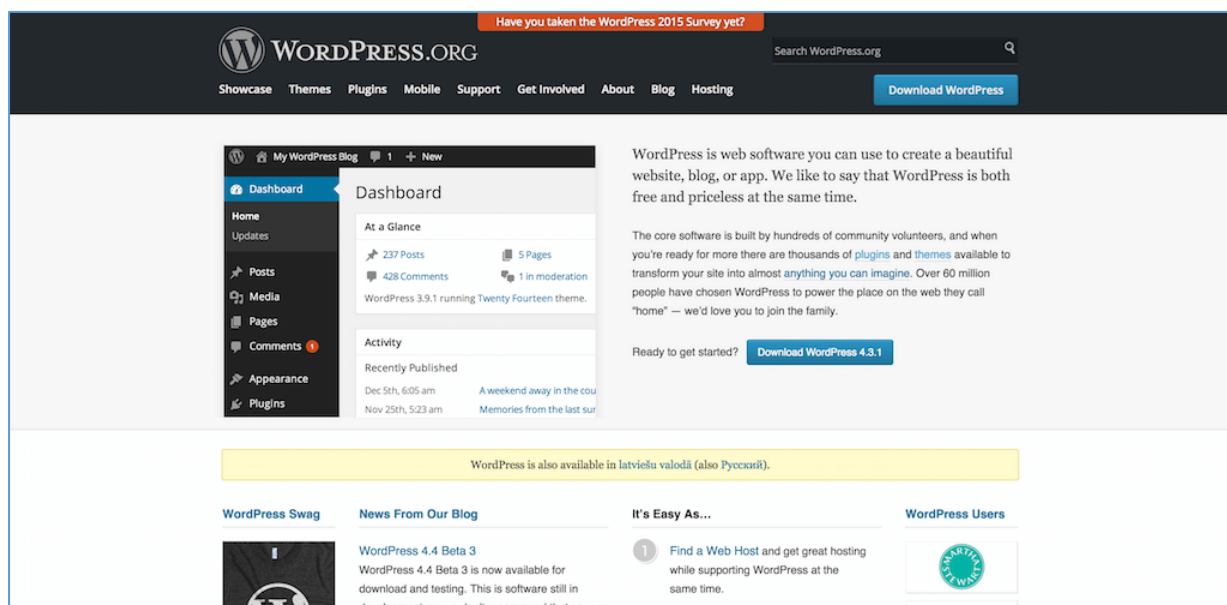 Have you taken the WordPress 2015 Survey yet?
WORDPRESS.ORG
Search WordPress.org
Showcase Themes Plugins Mobile Support Get Involved About Blog Hosting
Download WordPress
My WordPress Blog 1 + New
Dashboard
Home
Updates
Posts
Media
Pages
Comments 1
Appearance
Plugins
Dashboard
At a Glance
237 Posts 5 Pages
428 Comments 1 in moderation
WordPress 3.9.1 running Twenty Fourteen theme.
Activity
Recently Published
Dec 5th, 6:05 am A weekend away in the cou
Nov 25th, 5:23 am Memories from the last sur
WordPress is web software you can use to create a beautiful
website, blog, or app. We like to say that WordPress is both
free and priceless at the same time.
The core software is built by hundreds of community volunteers, and when
you're ready for more there are thousands of plugins and themes available to
transform your site into almost anything you can imagine. Over 60 million
people have chosen WordPress to power the place on the web they call
“home” — we'd love you to join the family.
Ready to get started? Download WordPress 4.3.1
WordPress is also available in latviešu valodā (also Русский).
WordPress Swag
News From Our Blog
WordPress 4.4 Beta 3
WordPress 4.4 Beta 3 is now available for
download and testing. This is software still in
It's Easy As...
1 Find a Web Host and get great hosting
while supporting WordPress at the
same time.
WordPress Users
MARTHA STEWART